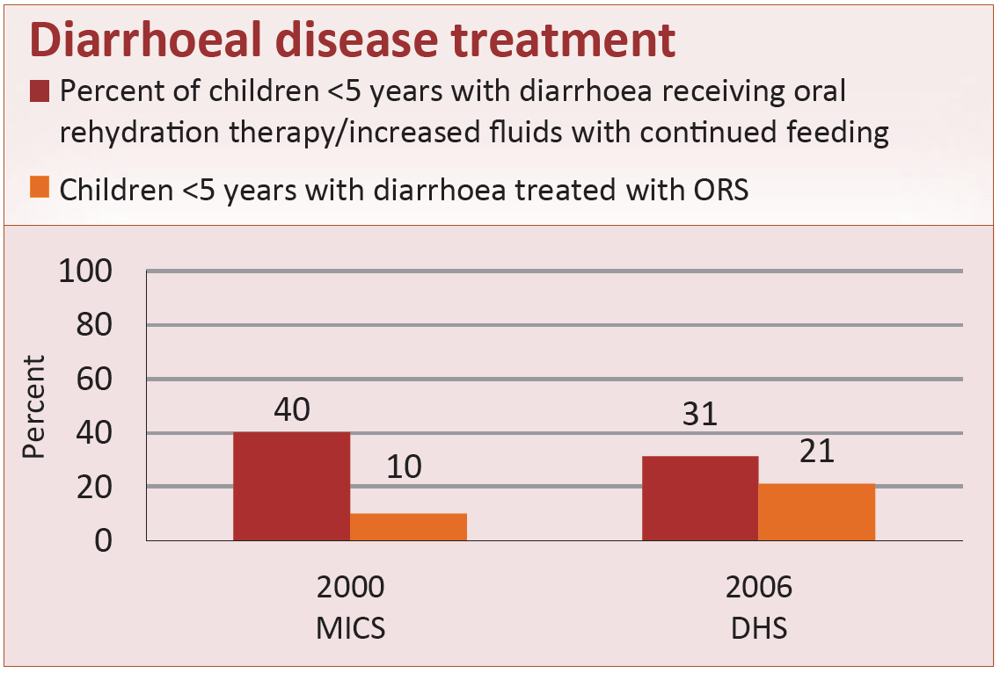 Diarrhoeal disease treatment
Percent of children <5 years with diarrhoea receiving oral
rehydration therapy/increased fluids with continued feeding
Children <5 years with diarrhoea treated with ORS
Percent
100
80
60
40
20
0
40
10
31
21
2000
MICS
2006
DHS